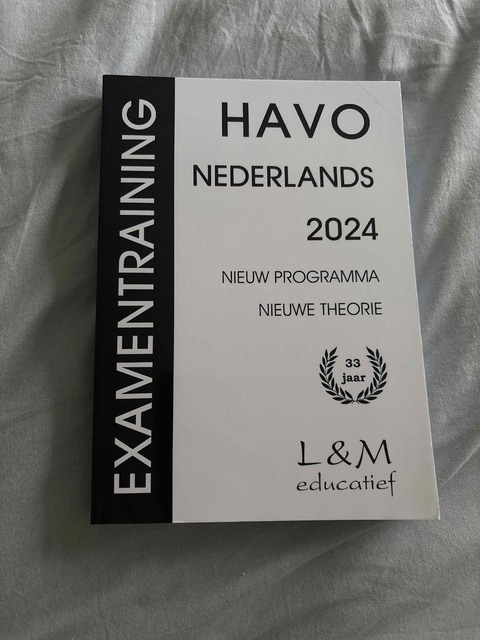 EXAMENTRAINING
HAVO
NEDERLANDS
2024
NIEUW PROGRAMMA
NIEUWE THEORIE
33
jaar
L&M
educatief